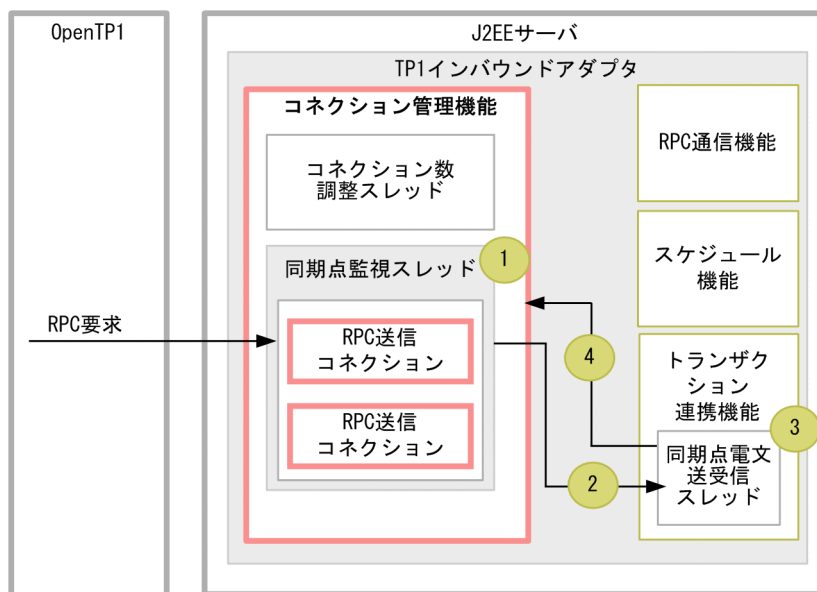 OpenTP1
J2EEサーバ
TP1インバウンドアダプタ
コネクション管理機能
コネクション数
調整スレッド
同期点監視スレッド
1
RPC要求
RPC送信
コネクション
RPC送信
コネクション
RPC通信機能
スケジュール
機能
4
トランザク
ション
連携機能
3
同期点電文
送受信
スレッド
2